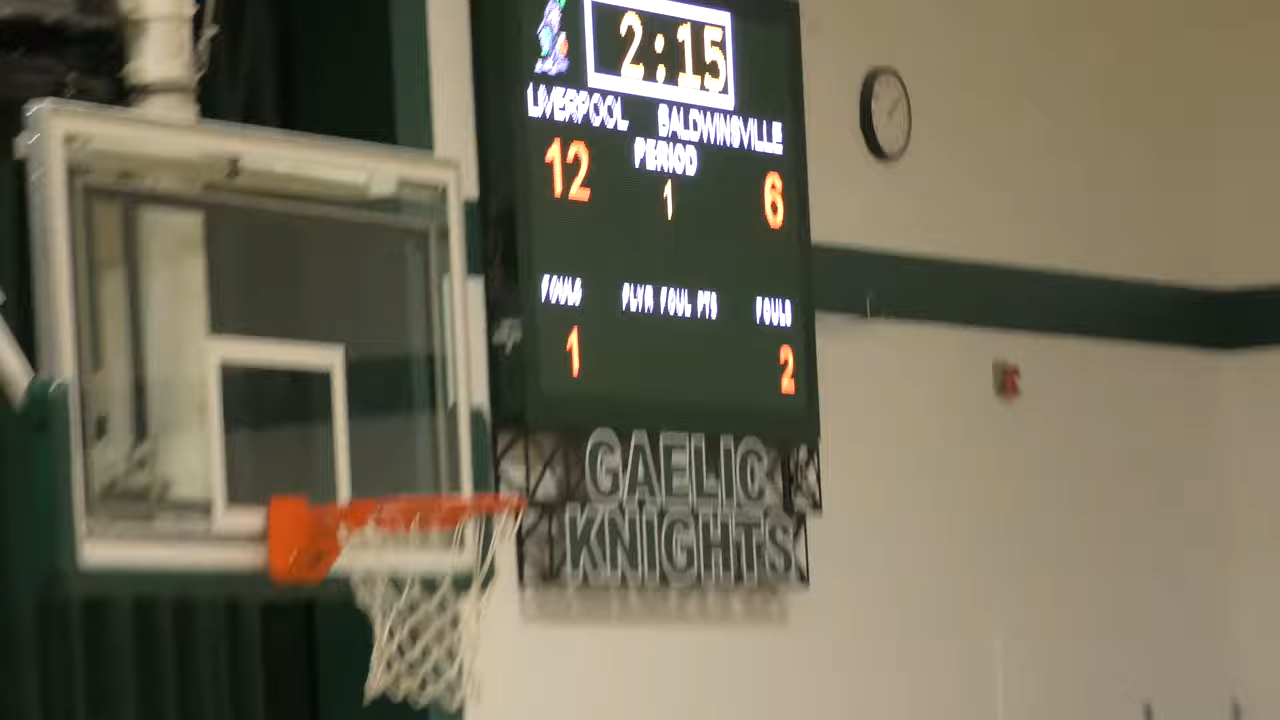 2:15
LIVERPOOL BALDWINSVILLE
PERIOD
12 1 6
FOULS PLYR FOUL PTS FOULS
1 2
GAELIC
KNIGHTS